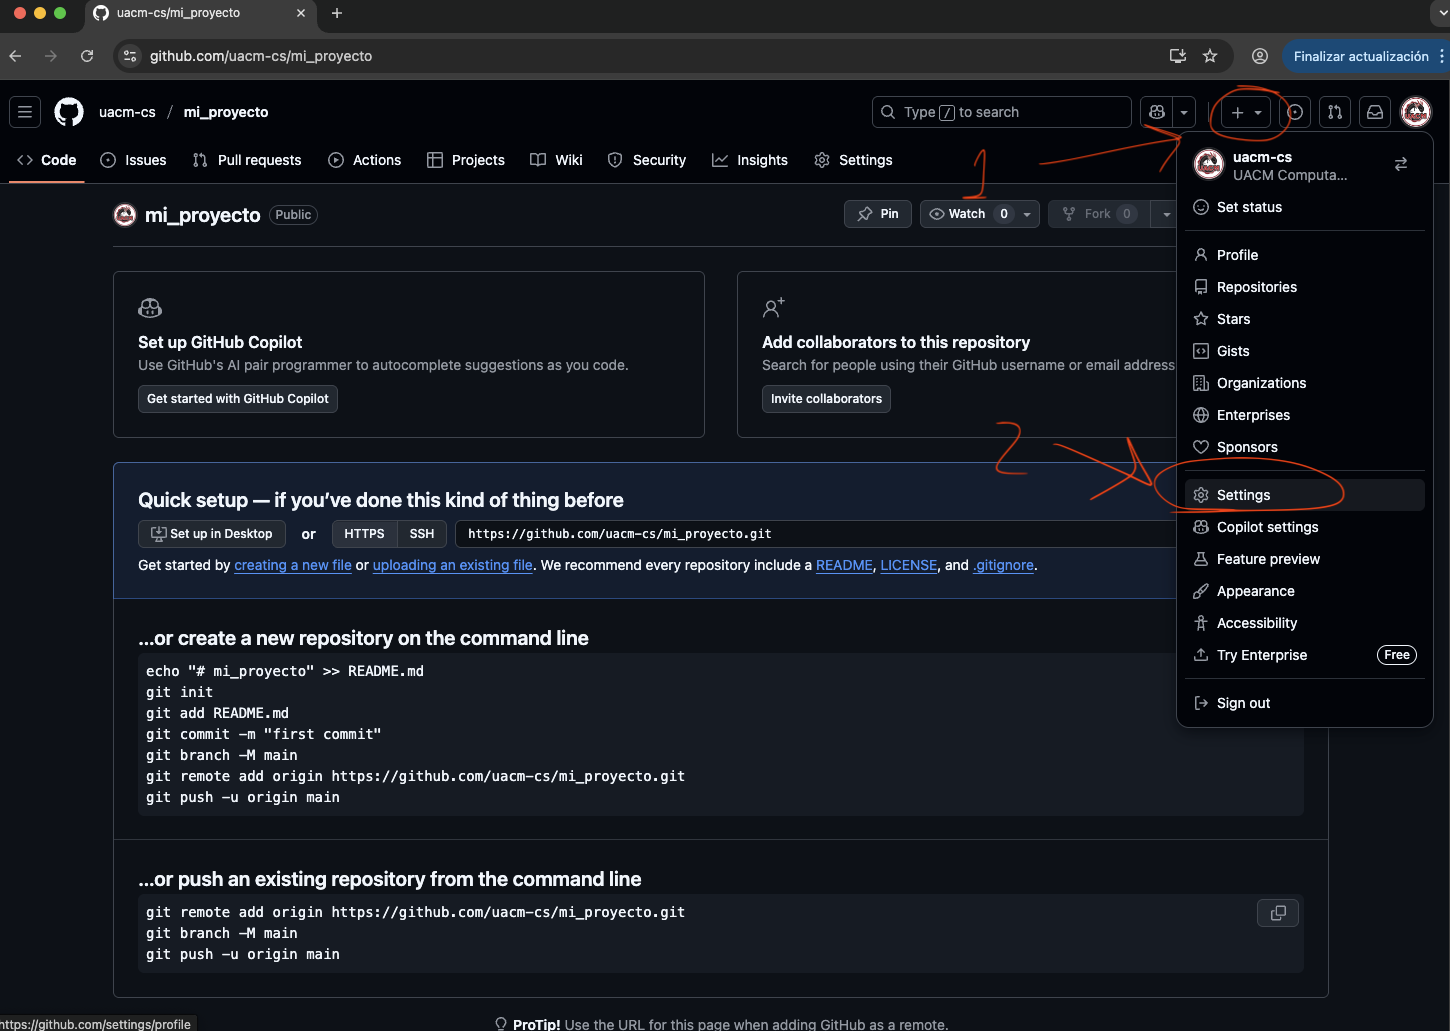 uacm-cs/mi_proyecto
github.com/uacm-cs/mi_proyecto
Finalizar actualización
uacm-cs / mi_proyecto
Type / to search
Code Issues Pull requests Actions Projects Wiki Security Insights Settings
1
mi_proyecto Public
Pin Watch 0 Fork 0
Set up GitHub Copilot
Use GitHub's AI pair programmer to autocomplete suggestions as you code.
Get started with GitHub Copilot
Add collaborators to this repository
Search for people using their GitHub username or email address
Invite collaborators
2
Quick setup — if you've done this kind of thing before
Set up in Desktop or HTTPS SSH https://github.com/uacm-cs/mi_proyecto.git
Get started by creating a new file or uploading an existing file. We recommend every repository include a README, LICENSE, and .gitignore.
...or create a new repository on the command line
echo "# mi_proyecto" >> README.md
git init
git add README.md
git commit -m "first commit"
git branch -M main
git remote add origin https://github.com/uacm-cs/mi_proyecto.git
git push -u origin main
...or push an existing repository from the command line
git remote add origin https://github.com/uacm-cs/mi_proyecto.git
git branch -M main
git push -u origin main
uacm-cs
UACM Computa...
Set status
Profile
Repositories
Stars
Gists
Organizations
Enterprises
Sponsors
Settings
Copilot settings
Feature preview
Appearance
Accessibility
Try Enterprise Free
Sign out
https://github.com/settings/profile
ProTip! Use the URL for this page when adding GitHub as a remote.